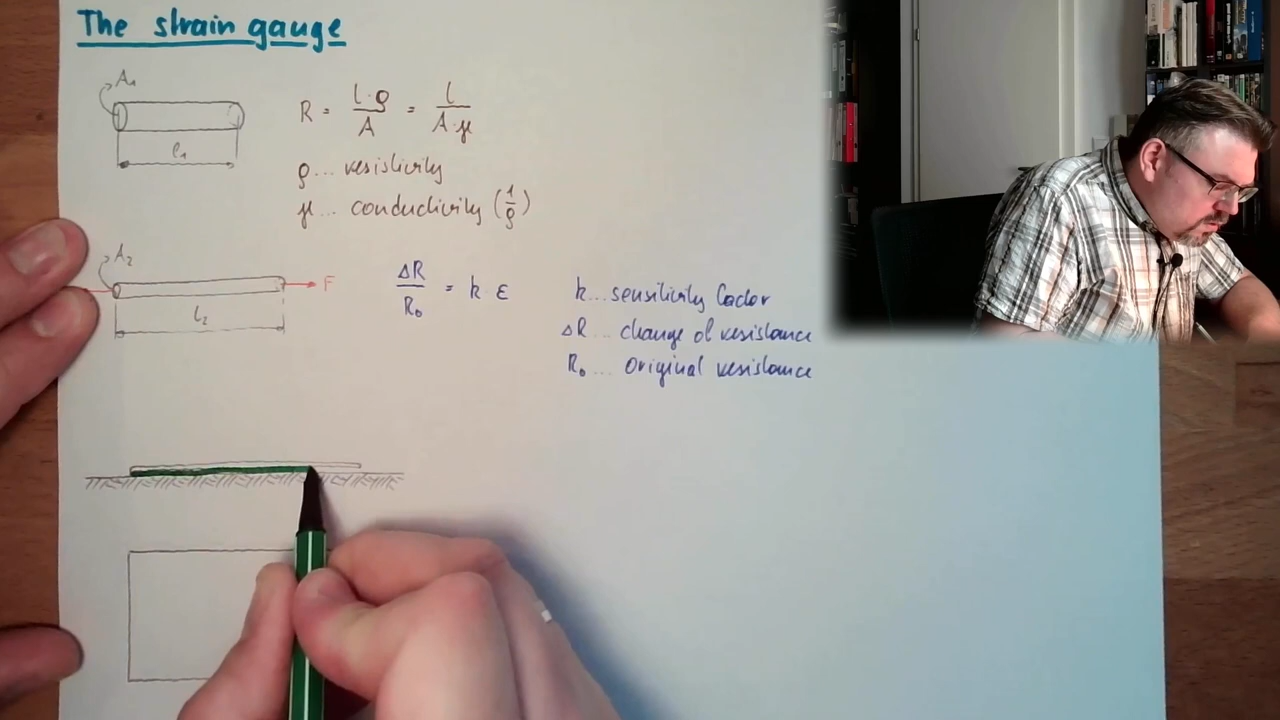 The strain gauge
A₁
l₁
R = l·ρ / A = l / A·ϰ
ρ... resistivity
ϰ... conductivity (1/ρ)
A₂
F
l₂
ΔR / R₀ = k · ε
k... sensitivity factor
ΔR... change of resistance
R₀... Original resistance